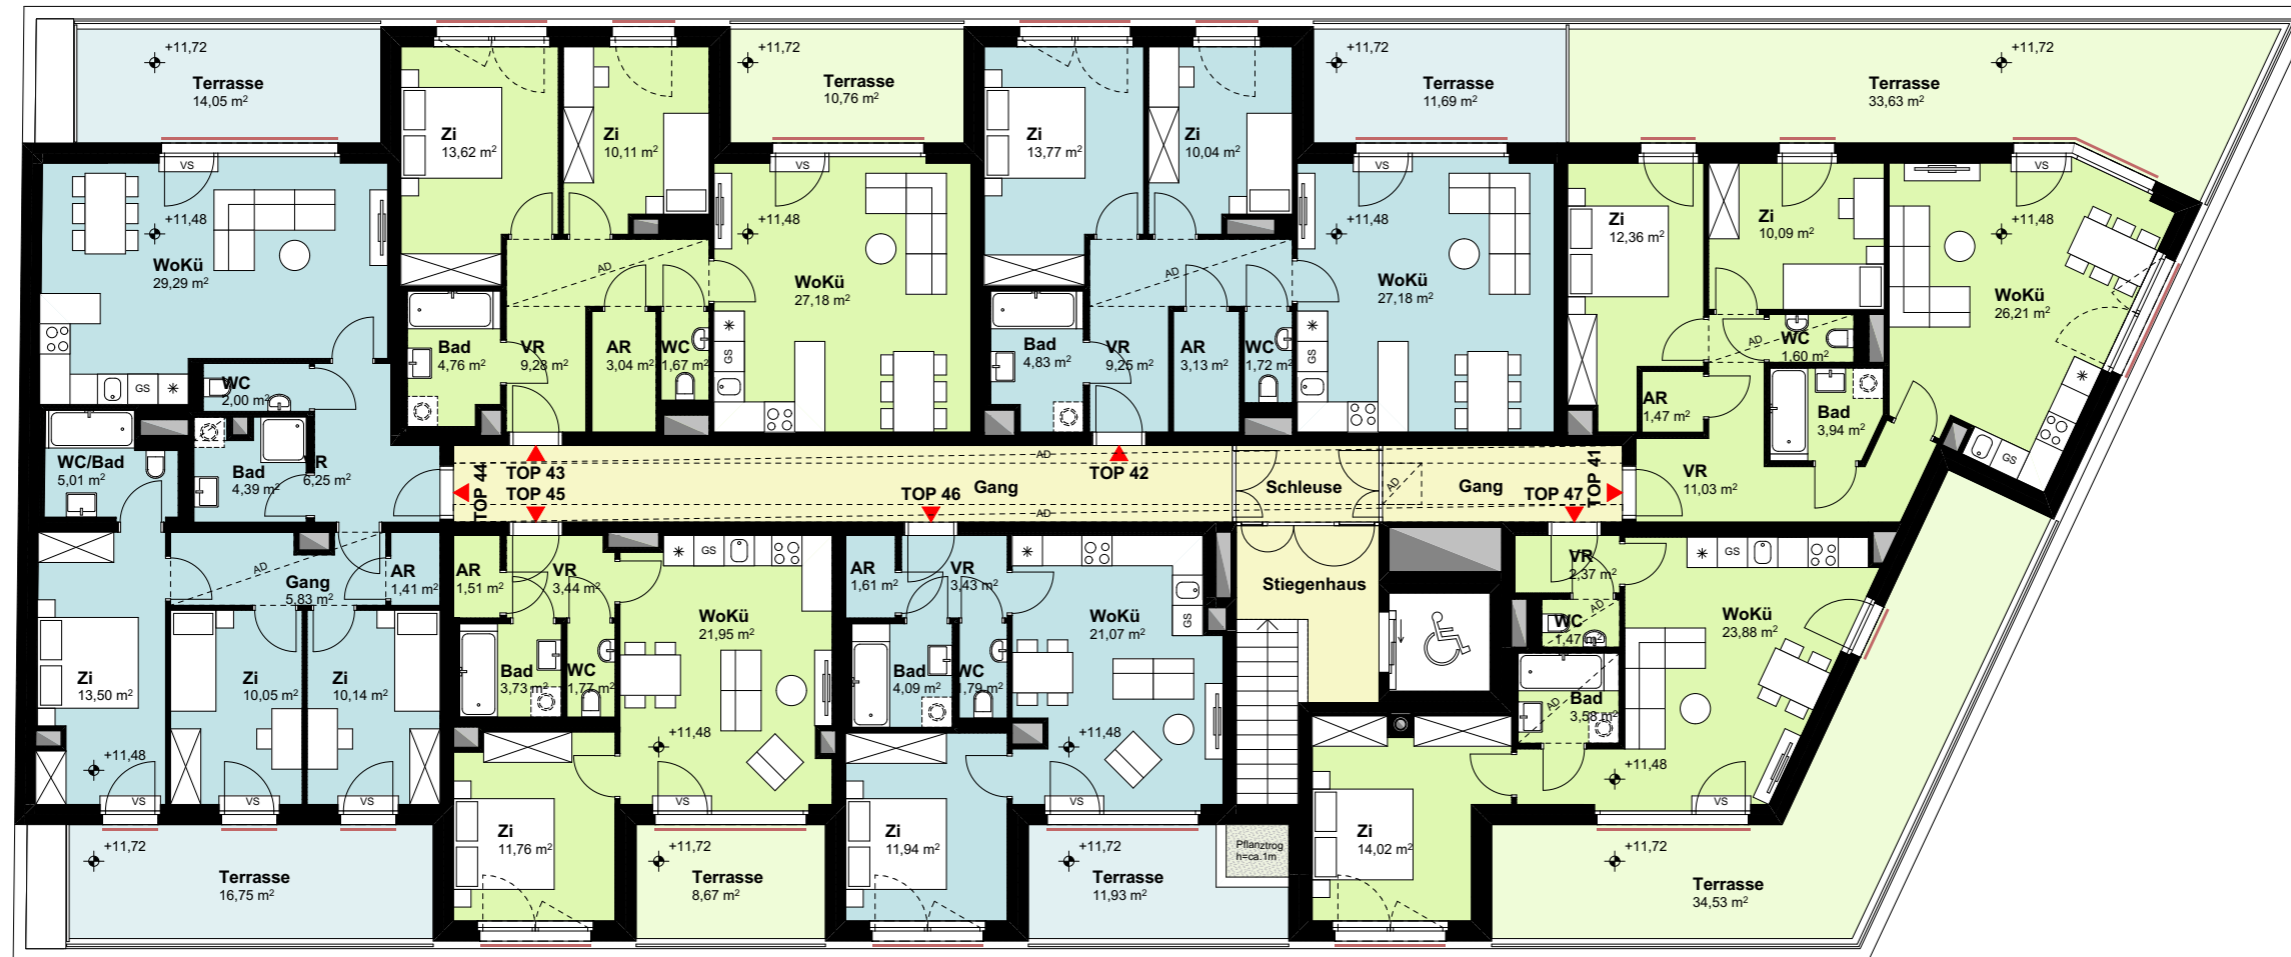 +11,72
Terrasse
14,05 m²
+11,72
Terrasse
10,76 m²
+11,72
Terrasse
11,69 m²
+11,72
Terrasse
33,63 m²
VS
+11,48
WoKü
29,29 m²
GS
WC
2,00 m²
WC/Bad
5,01 m²
Bad
4,39 m²
VR
6,25 m²
Gang
5,83 m²
AD
AR
1,41 m²
Zi
13,50 m²
Zi
10,05 m²
Zi
10,14 m²
+11,48
VS
VS
VS
+11,72
Terrasse
16,75 m²
TOP 44
Zi
13,62 m²
Zi
10,11 m²
VS
+11,48
WoKü
27,18 m²
AD
Bad
4,76 m²
VR
9,28 m²
AR
3,04 m²
WC
1,67 m²
GS
TOP 43
Zi
13,77 m²
Zi
10,04 m²
VS
+11,48
WoKü
27,18 m²
AD
Bad
4,83 m²
VR
9,25 m²
AR
3,13 m²
WC
1,72 m²
GS
TOP 42
Zi
12,36 m²
Zi
10,09 m²
VS
+11,48
WoKü
26,21 m²
WC
1,60 m²
AD
AR
1,47 m²
Bad
3,94 m²
VR
11,03 m²
GS
TOP 41
AD
Gang
AD
Schleuse
AD
Gang
Stiegenhaus
TOP 45
AR
1,51 m²
VR
3,44 m²
GS
WoKü
21,95 m²
Bad
3,73 m²
WC
1,77 m²
+11,48
VS
Zi
11,76 m²
+11,72
Terrasse
8,67 m²
TOP 46
AR
1,61 m²
VR
3,43 m²
WoKü
21,07 m²
GS
Bad
4,09 m²
WC
1,79 m²
+11,48
VS
Zi
11,94 m²
+11,72
Terrasse
11,93 m²
Pflanztrog
h=ca.1m
TOP 47
VR
2,37 m²
GS
AD
WC
1,47 m²
WoKü
23,88 m²
Bad
3,58 m²
AD
+11,48
VS
Zi
14,02 m²
+11,72
Terrasse
34,53 m²